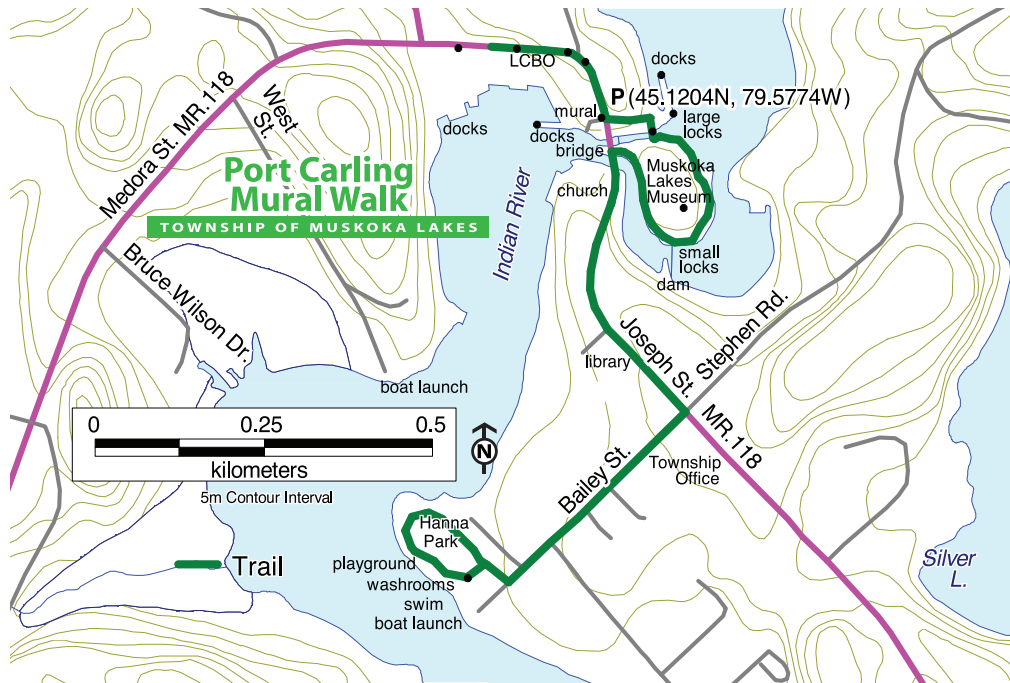 LCBO
docks
P (45.1204N, 79.5774W)
mural
large
locks
docks
docks
bridge
Medora St. MR.118
West
St.
Port Carling
Mural Walk
TOWNSHIP OF MUSKOKA LAKES
Muskoka
Lakes
Museum
church
Indian River
small
locks
dam
Bruce Wilson Dr.
Joseph St.
Stephen Rd.
library
boat launch
0 0.25 0.5
kilometers
5m Contour Interval
N
MR.118
Bailey St.
Township
Office
Hanna
Park
playground
washrooms
swim
boat launch
Trail
Silver
L.